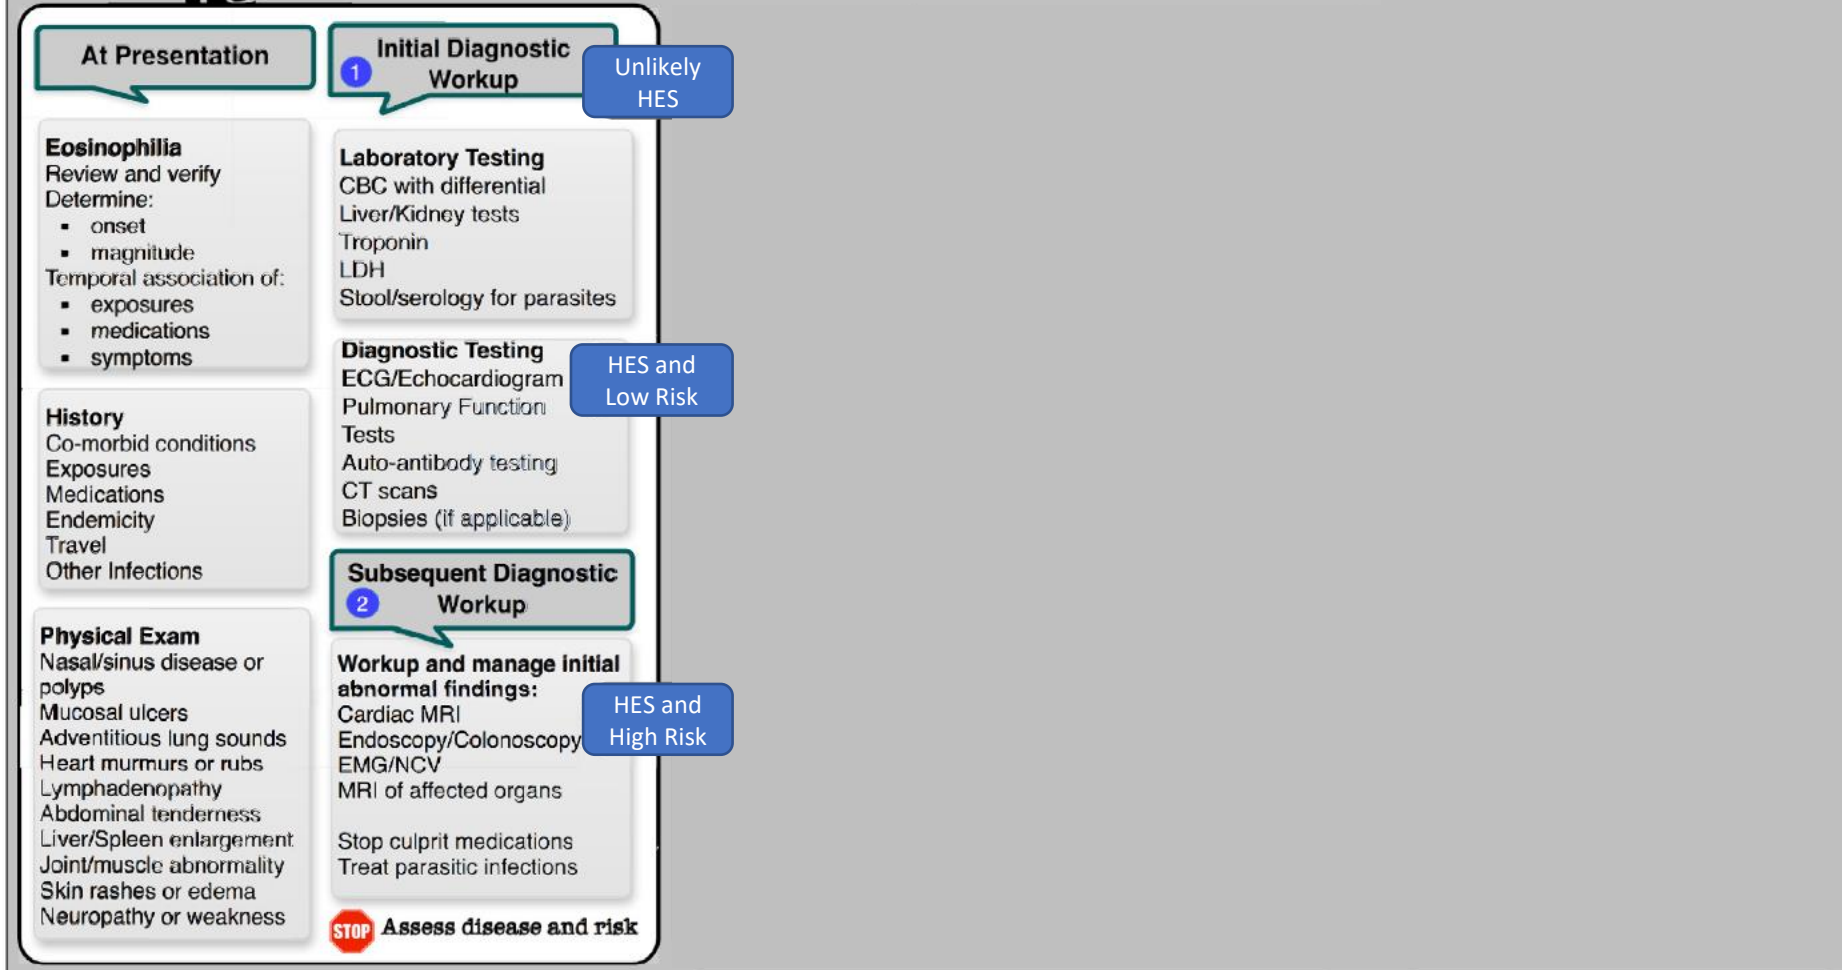 At Presentation
Eosinophilia
Review and verify
Determine:
▪ onset
▪ magnitude
Temporal association of:
▪ exposures
▪ medications
▪ symptoms
History
Co-morbid conditions
Exposures
Medications
Endemicity
Travel
Other Infections
Physical Exam
Nasal/sinus disease or
polyps
Mucosal ulcers
Adventitious lung sounds
Heart murmurs or rubs
Lymphadenopathy
Abdominal tenderness
Liver/Spleen enlargement
Joint/muscle abnormality
Skin rashes or edema
Neuropathy or weakness
Initial Diagnostic
1 Workup
Laboratory Testing
CBC with differential
Liver/Kidney tests
Troponin
LDH
Stool/serology for parasites
Diagnostic Testing
ECG/Echocardiogram
Pulmonary Function
Tests
Auto-antibody testing
CT scans
Biopsies (if applicable)
Subsequent Diagnostic
2 Workup
Workup and manage initial
abnormal findings:
Cardiac MRI
Endoscopy/Colonoscopy
EMG/NCV
MRI of affected organs
Stop culprit medications
Treat parasitic infections
STOP Assess disease and risk
Unlikely
HES
HES and
Low Risk
HES and
High Risk